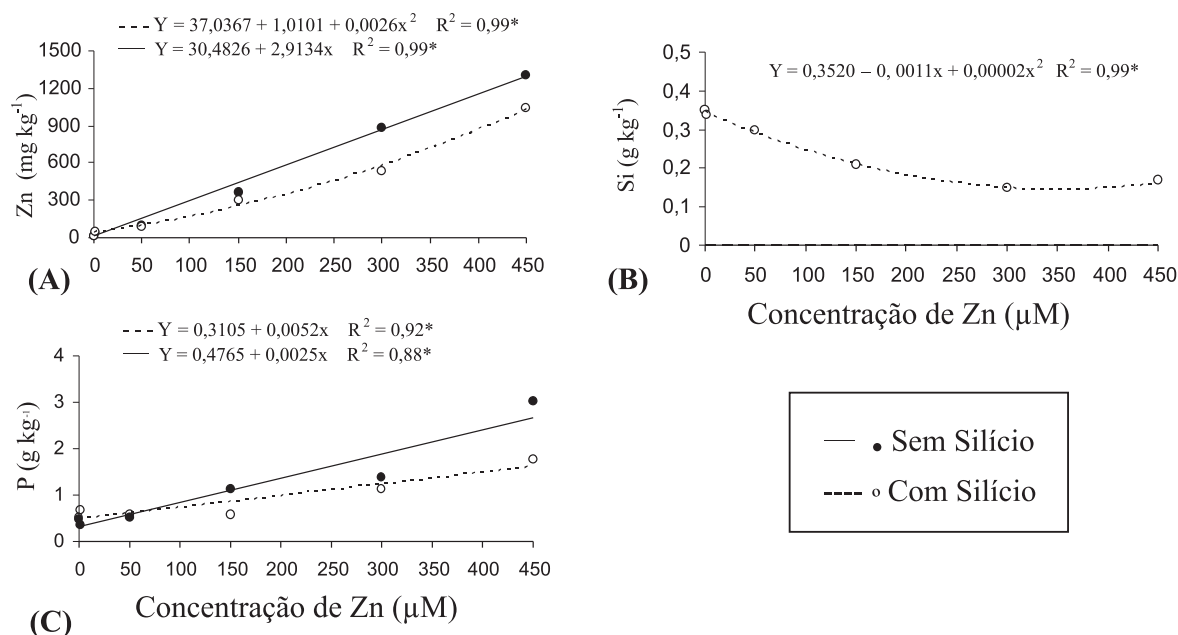 Y = 37,0367 + 1,0101 + 0,0026x² R² = 0,99*
Y = 30,4826 + 2,9134x R² = 0,99*
1500
1200
900
600
300
0
Zn (mg kg⁻¹)
0 50 100 150 200 250 300 350 400 450
(A)
Y = 0,3520 – 0, 0011x + 0,00002x² R² = 0,99*
0,5
0,4
0,3
0,2
0,1
0
Si (g kg⁻¹)
0 50 100 150 200 250 300 350 400 450
(B)
Concentração de Zn (µM)
Y = 0,3105 + 0,0052x R² = 0,92*
Y = 0,4765 + 0,0025x R² = 0,88*
4
3
2
1
0
P (g kg⁻¹)
0 50 100 150 200 250 300 350 400 450
(C)
Concentração de Zn (µM)
Sem Silício
Com Silício